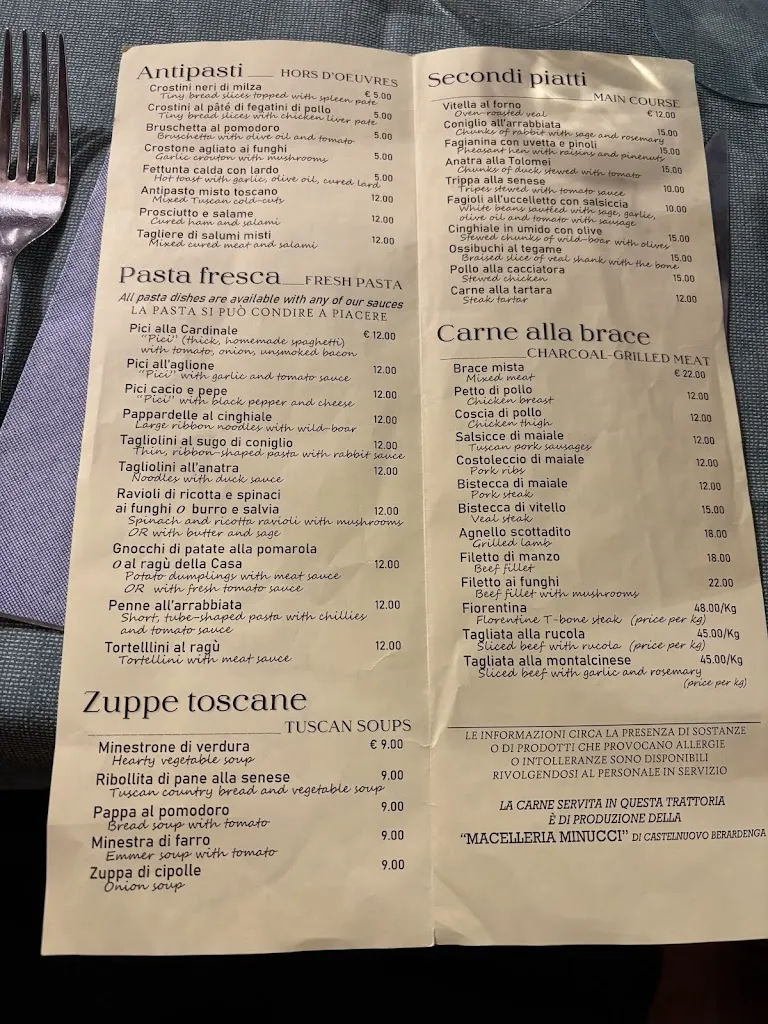 Antipasti HORS D'OEUVRES
Crostini neri di milza € 5.00
Tiny bread slices topped with spleen pate
Crostini al pâté di fegatini di pollo 5.00
Tiny bread slices with chicken liver pate
Bruschetta al pomodoro 5.00
Bruschetta with olive oil and tomato
Crostone agliato ai funghi 5.00
Garlic crouton with mushrooms
Fettunta calda con lardo 5.00
Hot toast with garlic, olive oil, cured lard
Antipasto misto toscano 12.00
Mixed Tuscan cold-cuts
Prosciutto e salame 12.00
Cured ham and salami
Tagliere di salumi misti 12.00
Mixed cured meat and salami
Pasta fresca FRESH PASTA
All pasta dishes are available with any of our sauces
LA PASTA SI PUÒ CONDIRE A PIACERE
Pici alla Cardinale € 12.00
"Pici" (thick, homemade spaghetti)
with tomato, onion, unsmoked bacon
Pici all'aglione 12.00
"Pici" with garlic and tomato sauce
Pici cacio e pepe 12.00
"Pici" with black pepper and cheese
Pappardelle al cinghiale 12.00
Large ribbon noodles with wild-boar
Tagliolini al sugo di coniglio 12.00
Thin, ribbon-shaped pasta with rabbit sauce
Tagliolini all'anatra 12.00
Noodles with duck sauce
Ravioli di ricotta e spinaci
ai funghi o burro e salvia 12.00
Spinach and ricotta ravioli with mushrooms
OR with butter and sage
Gnocchi di patate alla pomarola
o al ragù della Casa 12.00
Potato dumplings with meat sauce
OR with fresh tomato sauce
Penne all'arrabbiata 12.00
Short, tube-shaped pasta with chillies
and tomato sauce
Tortelllini al ragù 12.00
Tortellini with meat sauce
Zuppe toscane
TUSCAN SOUPS
Minestrone di verdura € 9.00
Hearty vegetable soup
Ribollita di pane alla senese 9.00
Tuscan country bread and vegetable soup
Pappa al pomodoro 9.00
Bread soup with tomato
Minestra di farro 9.00
Emmer soup with tomato
Zuppa di cipolle 9.00
Onion soup
Secondi piatti
MAIN COURSE
Vitella al forno € 12.00
Oven-roasted veal
Coniglio all'arrabbiata 15.00
Chunks of rabbit with sage and rosemary
Fagianina con uvetta e pinoli 15.00
Pheasant hen with raisins and pinenuts
Anatra alla Tolomei 15.00
Chunks of duck stewed with tomato
Trippa alla senese 10.00
Tripes stewed with tomato sauce
Fagioli all'uccelletto con salsiccia 10.00
White beans sautéed with sage, garlic,
olive oil and tomato with sausage
Cinghiale in umido con olive 15.00
Stewed chunks of wild-boar with olives
Ossibuchi al tegame 15.00
Braised slice of veal shank with the bone
Pollo alla cacciatora 15.00
Stewed chicken
Carne alla tartara 12.00
Steak tartar
Carne alla brace
CHARCOAL-GRILLED MEAT
Brace mista € 22.00
Mixed meat
Petto di pollo 12.00
Chicken breast
Coscia di pollo 12.00
Chicken thigh
Salsicce di maiale 12.00
Tuscan pork sausages
Costoleccio di maiale 12.00
Pork ribs
Bistecca di maiale 12.00
Pork steak
Bistecca di vitello 15.00
Veal steak
Agnello scottadito 18.00
Grilled lamb
Filetto di manzo 18.00
Beef fillet
Filetto ai funghi 22.00
Beef fillet with mushrooms
Fiorentina 48.00/Kg
Florentine T-bone steak (price per kg)
Tagliata alla rucola 45.00/Kg
Sliced beef with rucola (price per kg)
Tagliata alla montalcinese 45.00/Kg
Sliced beef with garlic and rosemary
(price per kg)
LE INFORMAZIONI CIRCA LA PRESENZA DI SOSTANZE
O DI PRODOTTI CHE PROVOCANO ALLERGIE
O INTOLLERANZE SONO DISPONIBILI
RIVOLGENDOSI AL PERSONALE IN SERVIZIO
LA CARNE SERVITA IN QUESTA TRATTORIA
È DI PRODUZIONE DELLA
"MACELLERIA MINUCCI" DI CASTELNUOVO BERARDENGA